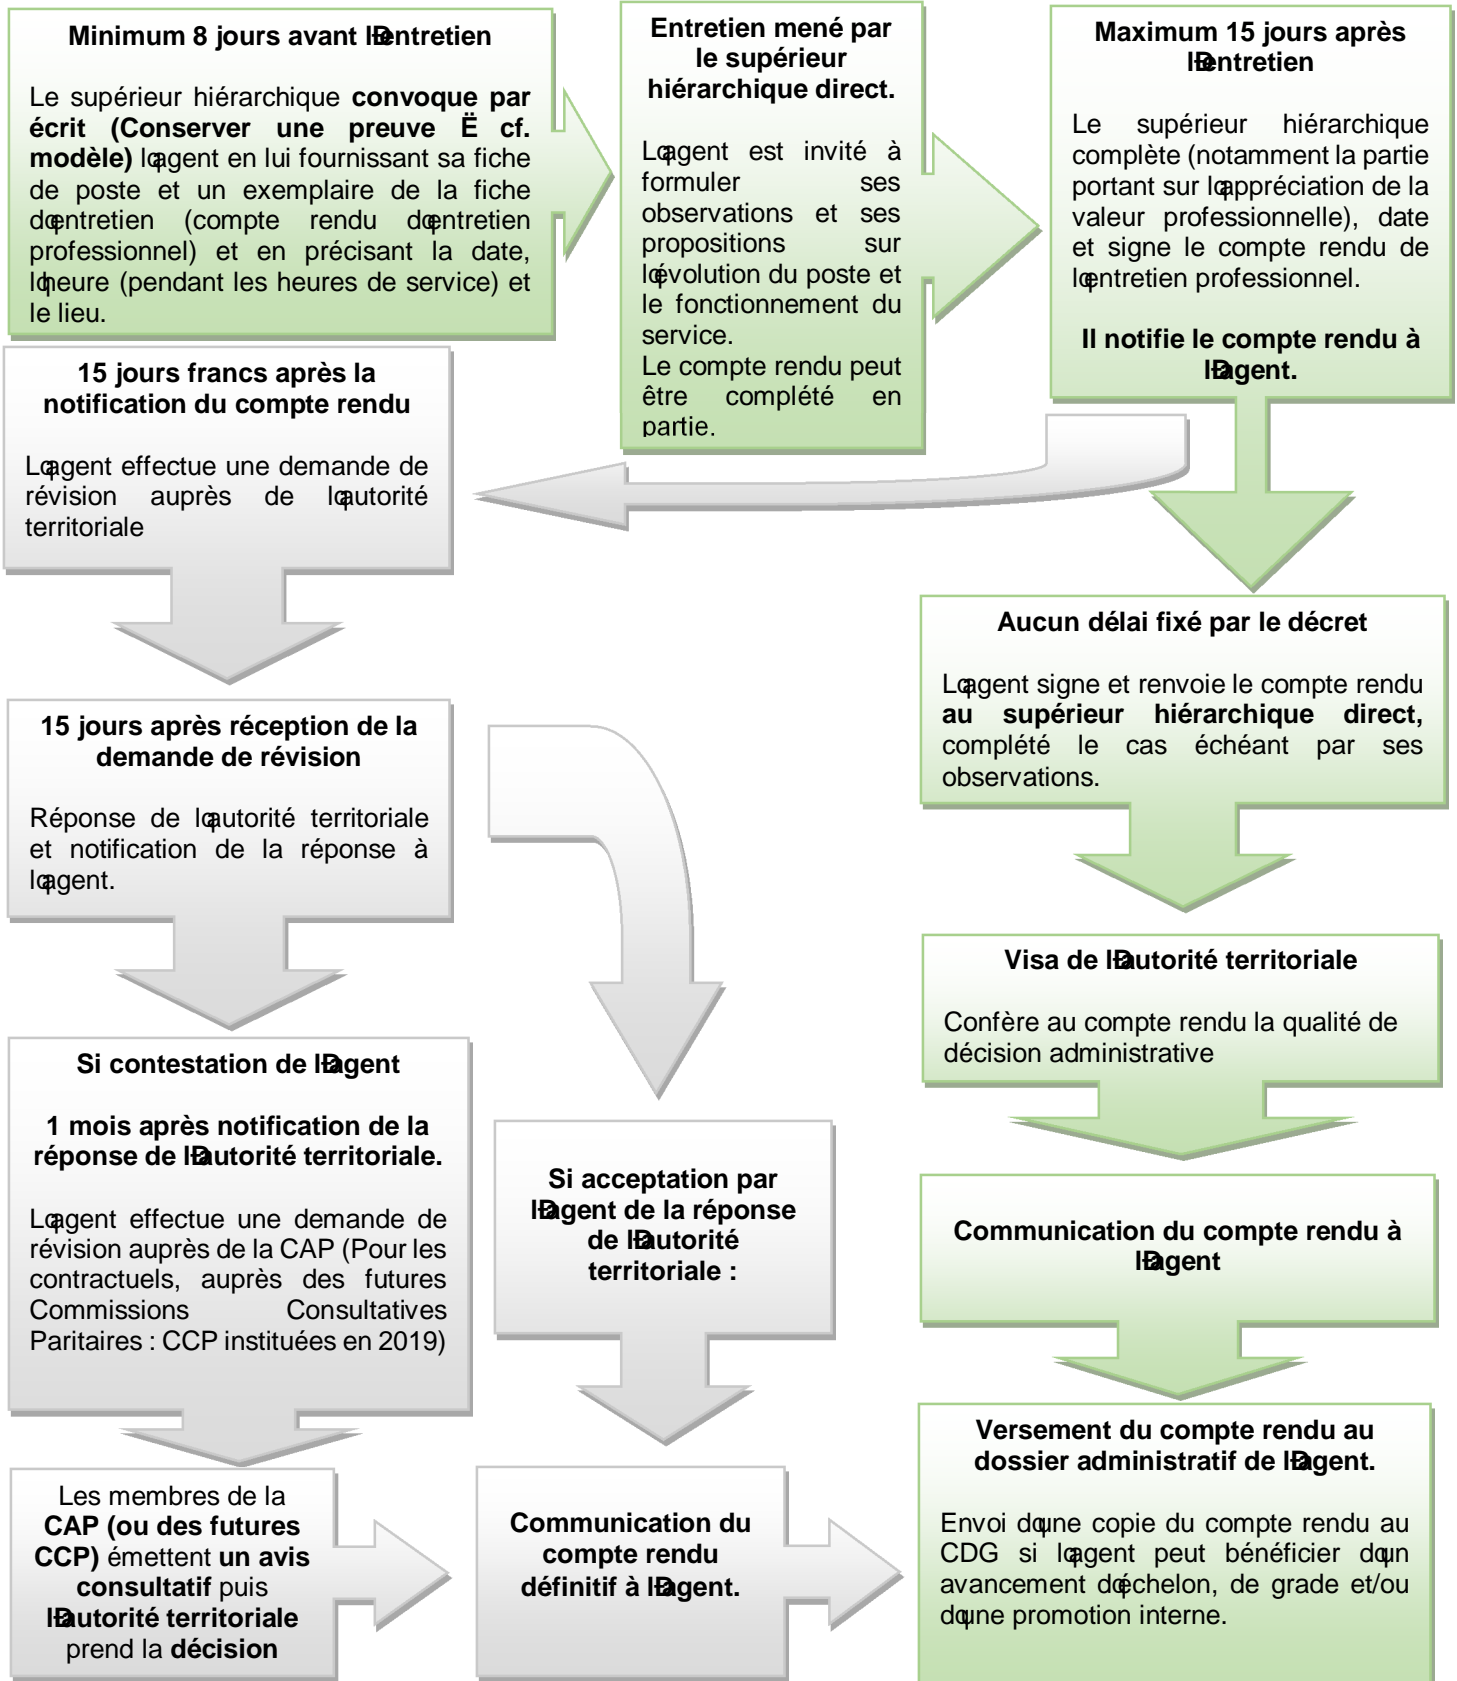 Minimum 8 jours avant l'entretien
Le supérieur hiérarchique convoque par
écrit (Conserver une preuve Ë cf.
modèle) l'agent en lui fournissant sa fiche
de poste et un exemplaire de la fiche
d'entretien (compte rendu d'entretien
professionnel) et en précisant la date,
l'heure (pendant les heures de service) et
le lieu.
Entretien mené par
le supérieur
hiérarchique direct.
L'agent est invité à
formuler ses
observations et ses
propositions sur
l'évolution du poste et
le fonctionnement du
service.
Le compte rendu peut
être complété en
partie.
Maximum 15 jours après
l'entretien
Le supérieur hiérarchique
complète (notamment la partie
portant sur l'appréciation de la
valeur professionnelle), date
et signe le compte rendu de
l'entretien professionnel.
Il notifie le compte rendu à
l'agent.
15 jours francs après la
notification du compte rendu
L'agent effectue une demande de
révision auprès de l'autorité
territoriale
15 jours après réception de la
demande de révision
Réponse de l'autorité territoriale
et notification de la réponse à
l'agent.
Si contestation de l'agent
1 mois après notification de la
réponse de l'autorité territoriale.
L'agent effectue une demande de
révision auprès de la CAP (Pour les
contractuels, auprès des futures
Commissions Consultatives
Paritaires : CCP instituées en 2019)
Les membres de la
CAP (ou des futures
CCP) émettent un avis
consultatif puis
l'autorité territoriale
prend la décision
Si acceptation par
l'agent de la réponse
de l'autorité
territoriale :
Communication du
compte rendu
définitif à l'agent.
Aucun délai fixé par le décret
L'agent signe et renvoie le compte rendu
au supérieur hiérarchique direct,
complété le cas échéant par ses
observations.
Visa de l'autorité territoriale
Confère au compte rendu la qualité de
décision administrative
Communication du compte rendu à
l'agent
Versement du compte rendu au
dossier administratif de l'agent.
Envoi d'une copie du compte rendu au
CDG si l'agent peut bénéficier d'un
avancement d'échelon, de grade et/ou
d'une promotion interne.